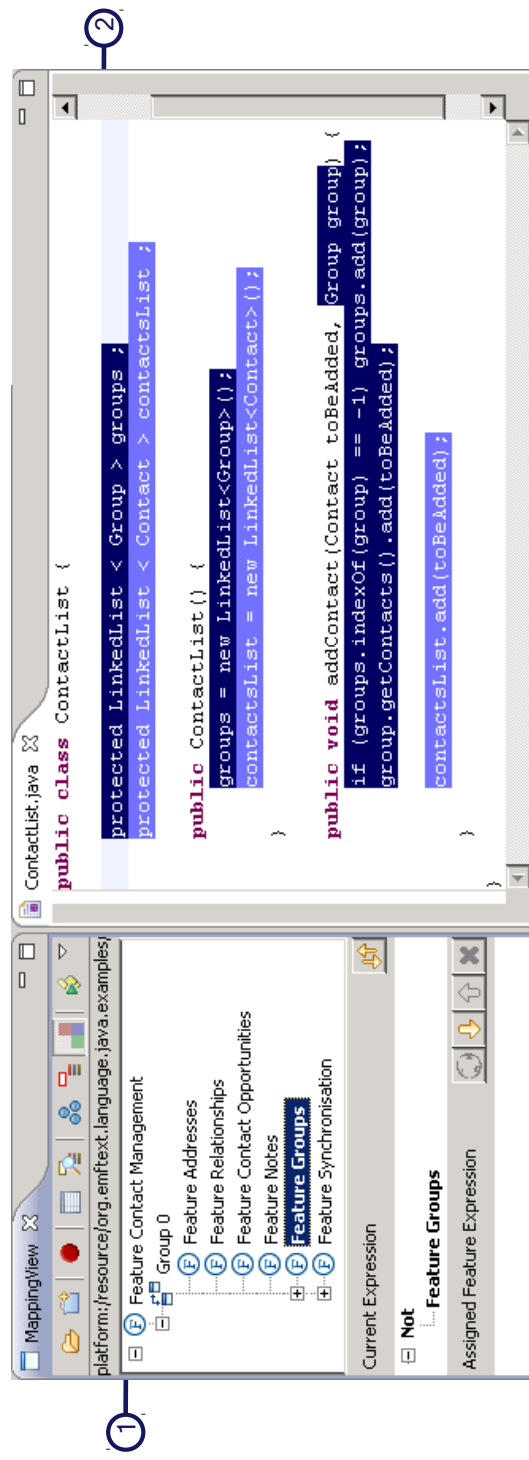 1
MappingView
platform:/resource/org.emftext.language.java.examples/
Feature Contact Management
Group 0
Feature Addresses
Feature Relationships
Feature Contact Opportunities
Feature Notes
Feature Groups
Feature Synchronisation
Current Expression
Not
Feature Groups
Assigned Feature Expression
2
ContactList.java
public class ContactList {
protected LinkedList < Group > groups ;
protected LinkedList < Contact > contactsList ;
public ContactList() {
groups = new LinkedList<Group>();
contactsList = new LinkedList<Contact>();
}
public void addContact(Contact toBeAdded, Group group) {
if (groups.indexOf(group) == -1) groups.add(group);
group.getContacts().add(toBeAdded);
contactsList.add(toBeAdded);
}
}